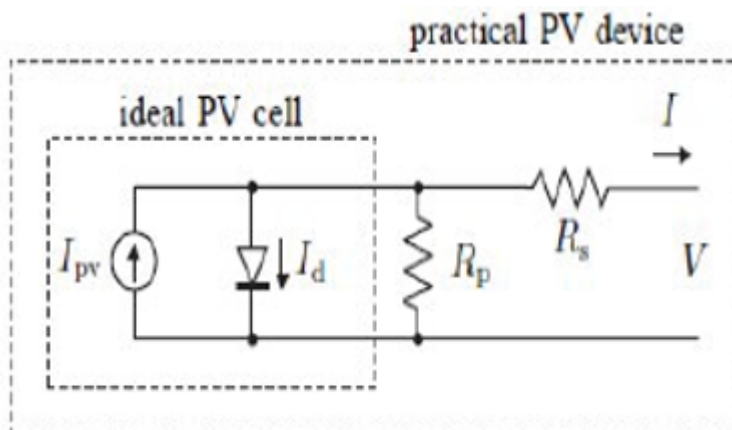 practical PV device
ideal PV cell
I
I_pv
I_d
R_p
R_s
V